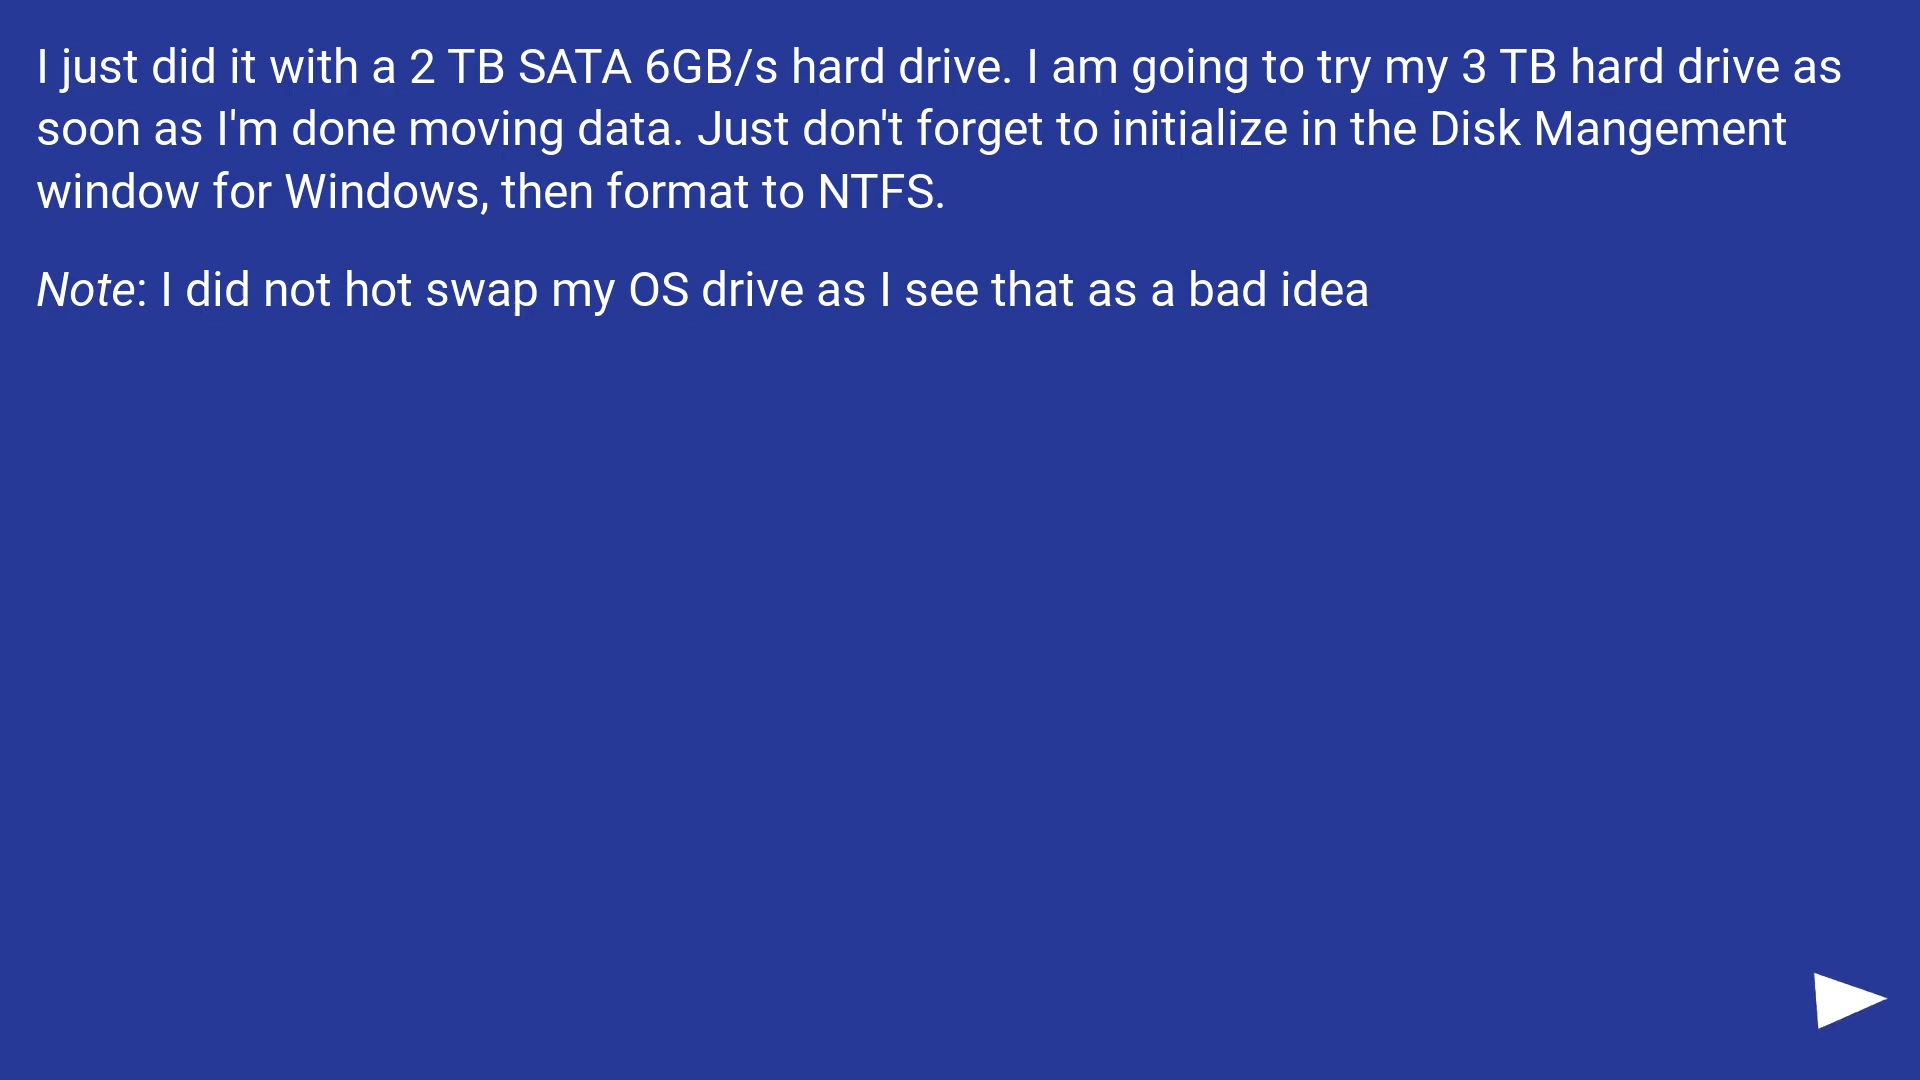 I just did it with a 2 TB SATA 6GB/s hard drive. I am going to try my 3 TB hard drive as
soon as I'm done moving data. Just don't forget to initialize in the Disk Mangement
window for Windows, then format to NTFS.
Note: I did not hot swap my OS drive as I see that as a bad idea